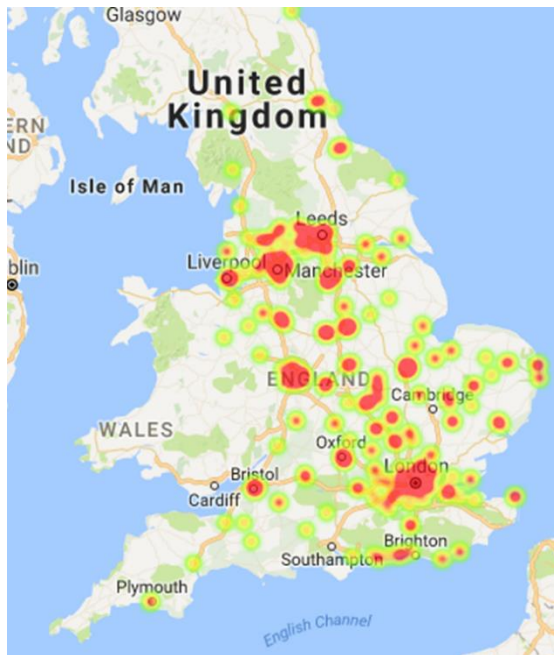 Glasgow
United
Kingdom
ERN
ND
Isle of Man
Leeds
blin
Liverpool
Manchester
ENGLAND
Cambridge
WALES
Oxford
London
Bristol
Cardiff
Brighton
Southampton
Plymouth
English Channel